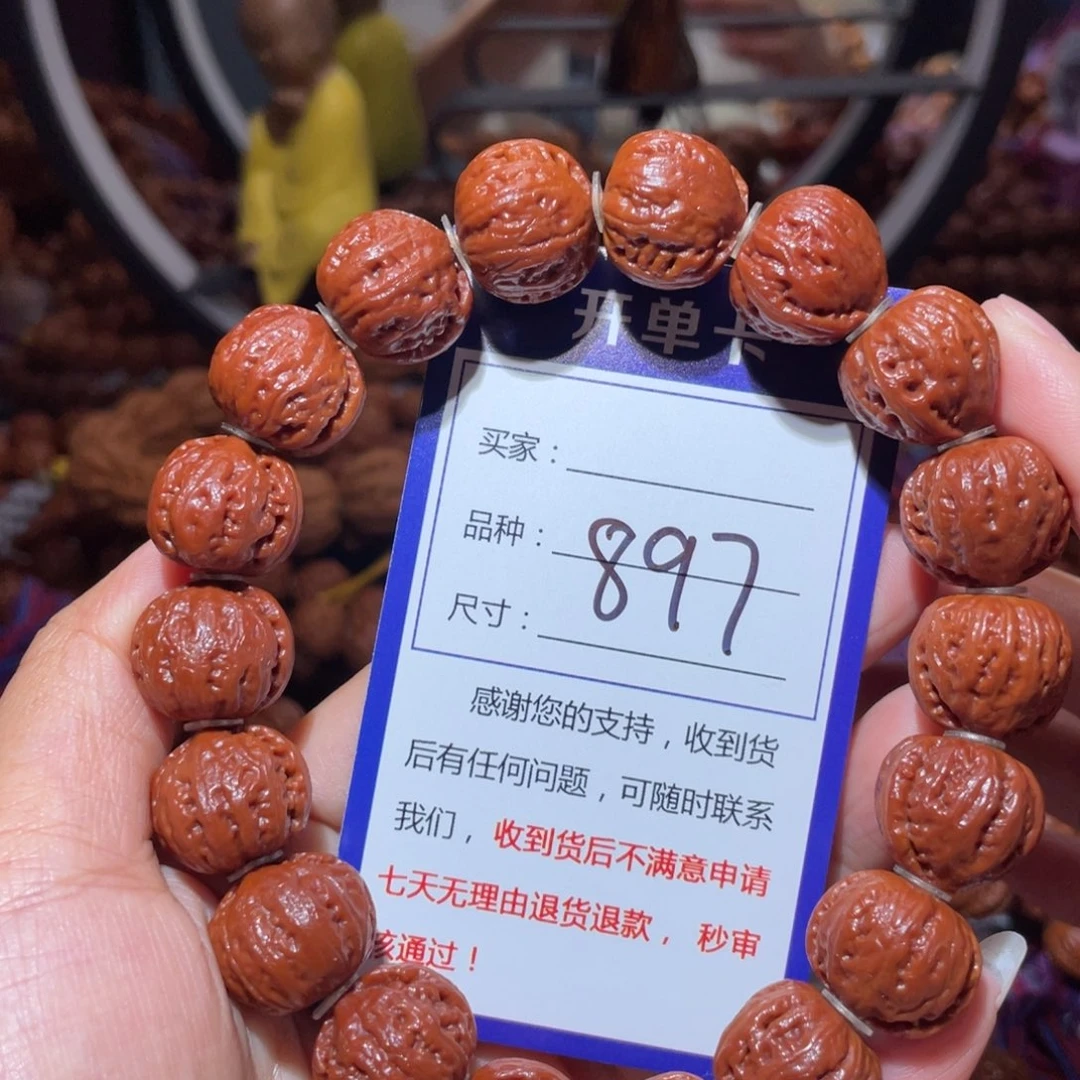 开单卡
买家：
品种：
897
尺寸：
感谢您的支持，收到货
后有任何问题，可随时联系
我们，收到货后不满意申请
七天无理由退货退款，秒审
核通过！